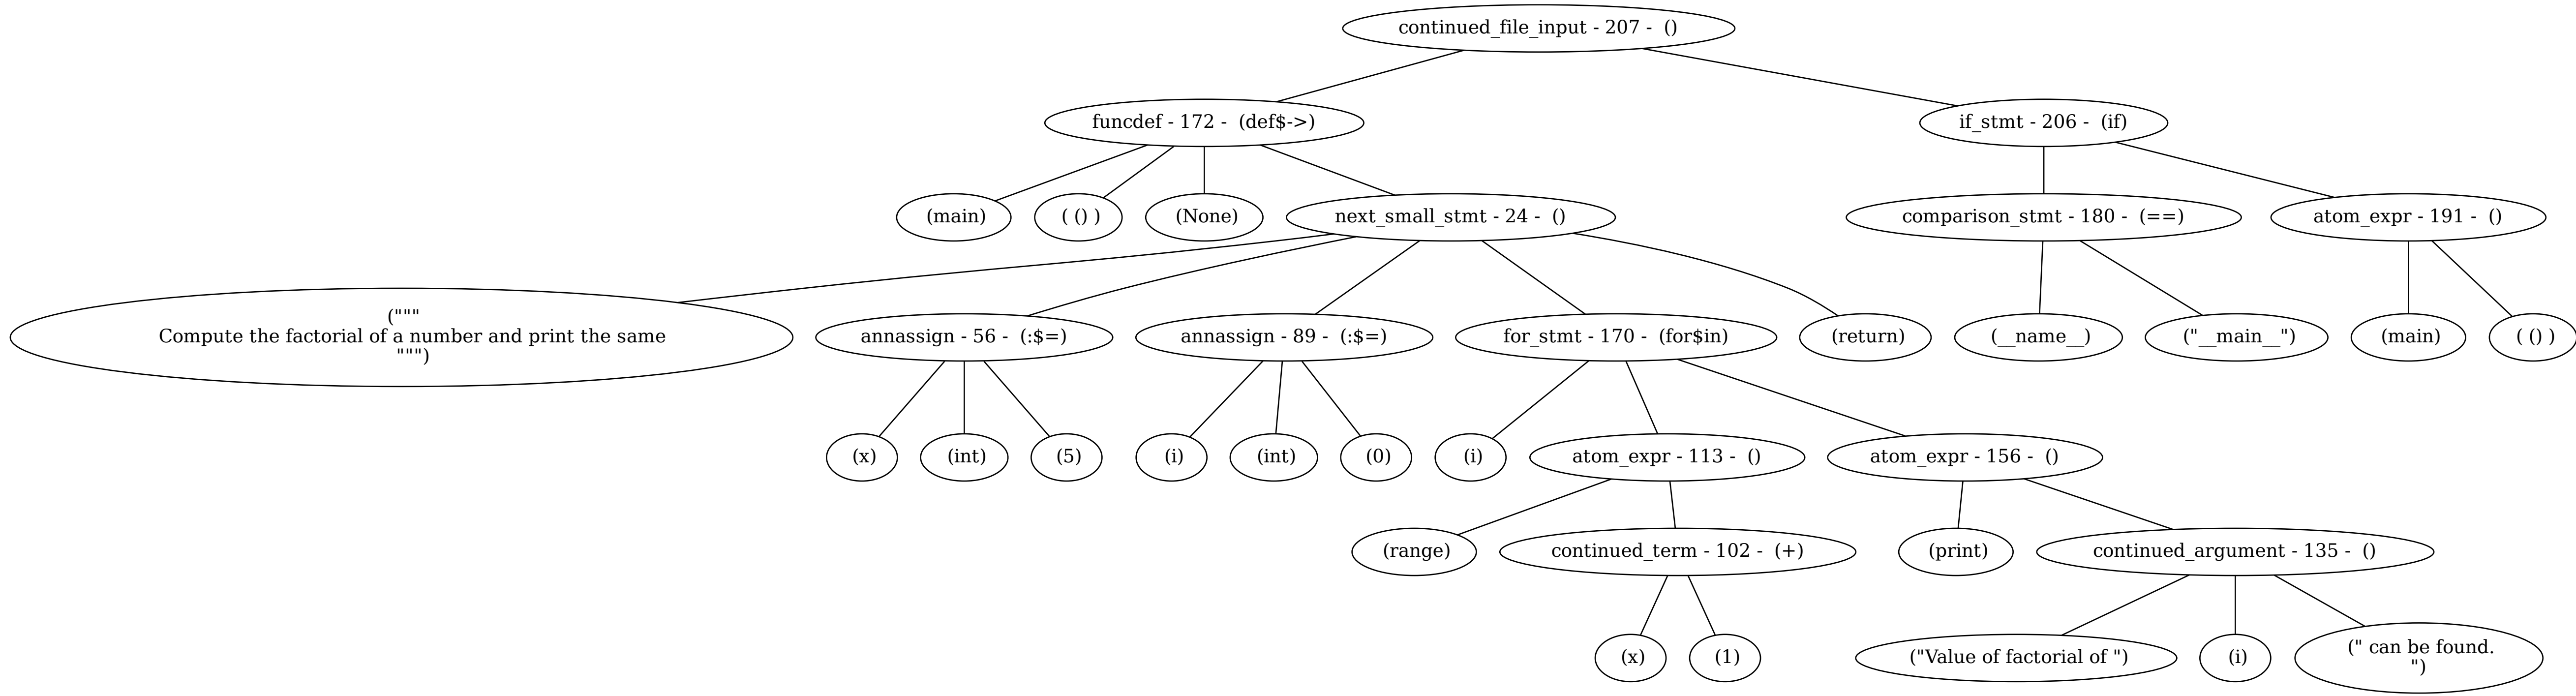 continued_file_input - 207 -  ()
funcdef - 172 -  (def$->)
if_stmt - 206 -  (if)
(main)
( () )
(None)
next_small_stmt - 24 -  ()
comparison_stmt - 180 -  (==)
atom_expr - 191 -  ()
("""
Compute the factorial of a number and print the same
""")
annassign - 56 -  (:$=)
annassign - 89 -  (:$=)
for_stmt - 170 -  (for$in)
(return)
(__name__)
("__main__")
(main)
( () )
(x)
(int)
(5)
(i)
(int)
(0)
(i)
atom_expr - 113 -  ()
atom_expr - 156 -  ()
(range)
continued_term - 102 -  (+)
(print)
continued_argument - 135 -  ()
(x)
(1)
("Value of factorial of ")
(i)
(" can be found.
")